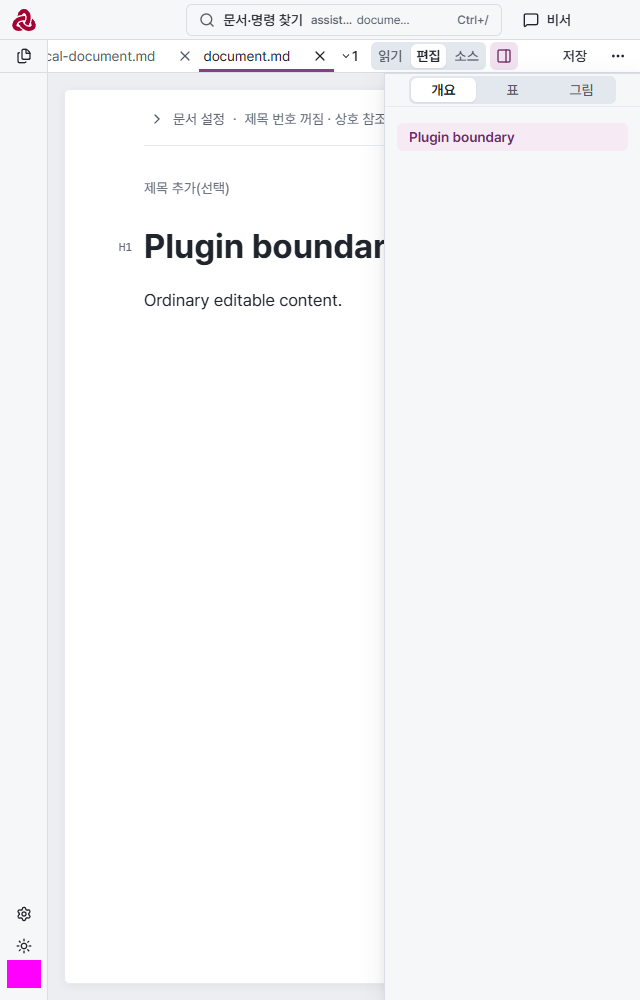 문서·명령 찾기 assist... docume... Ctrl+/ 비서
cal-document.md document.md 1 읽기 편집 소스 저장
개요 표 그림
문서 설정 · 제목 번호 꺼짐 · 상호 참조
Plugin boundary
제목 추가(선택)
H1 Plugin boundar
Ordinary editable content.